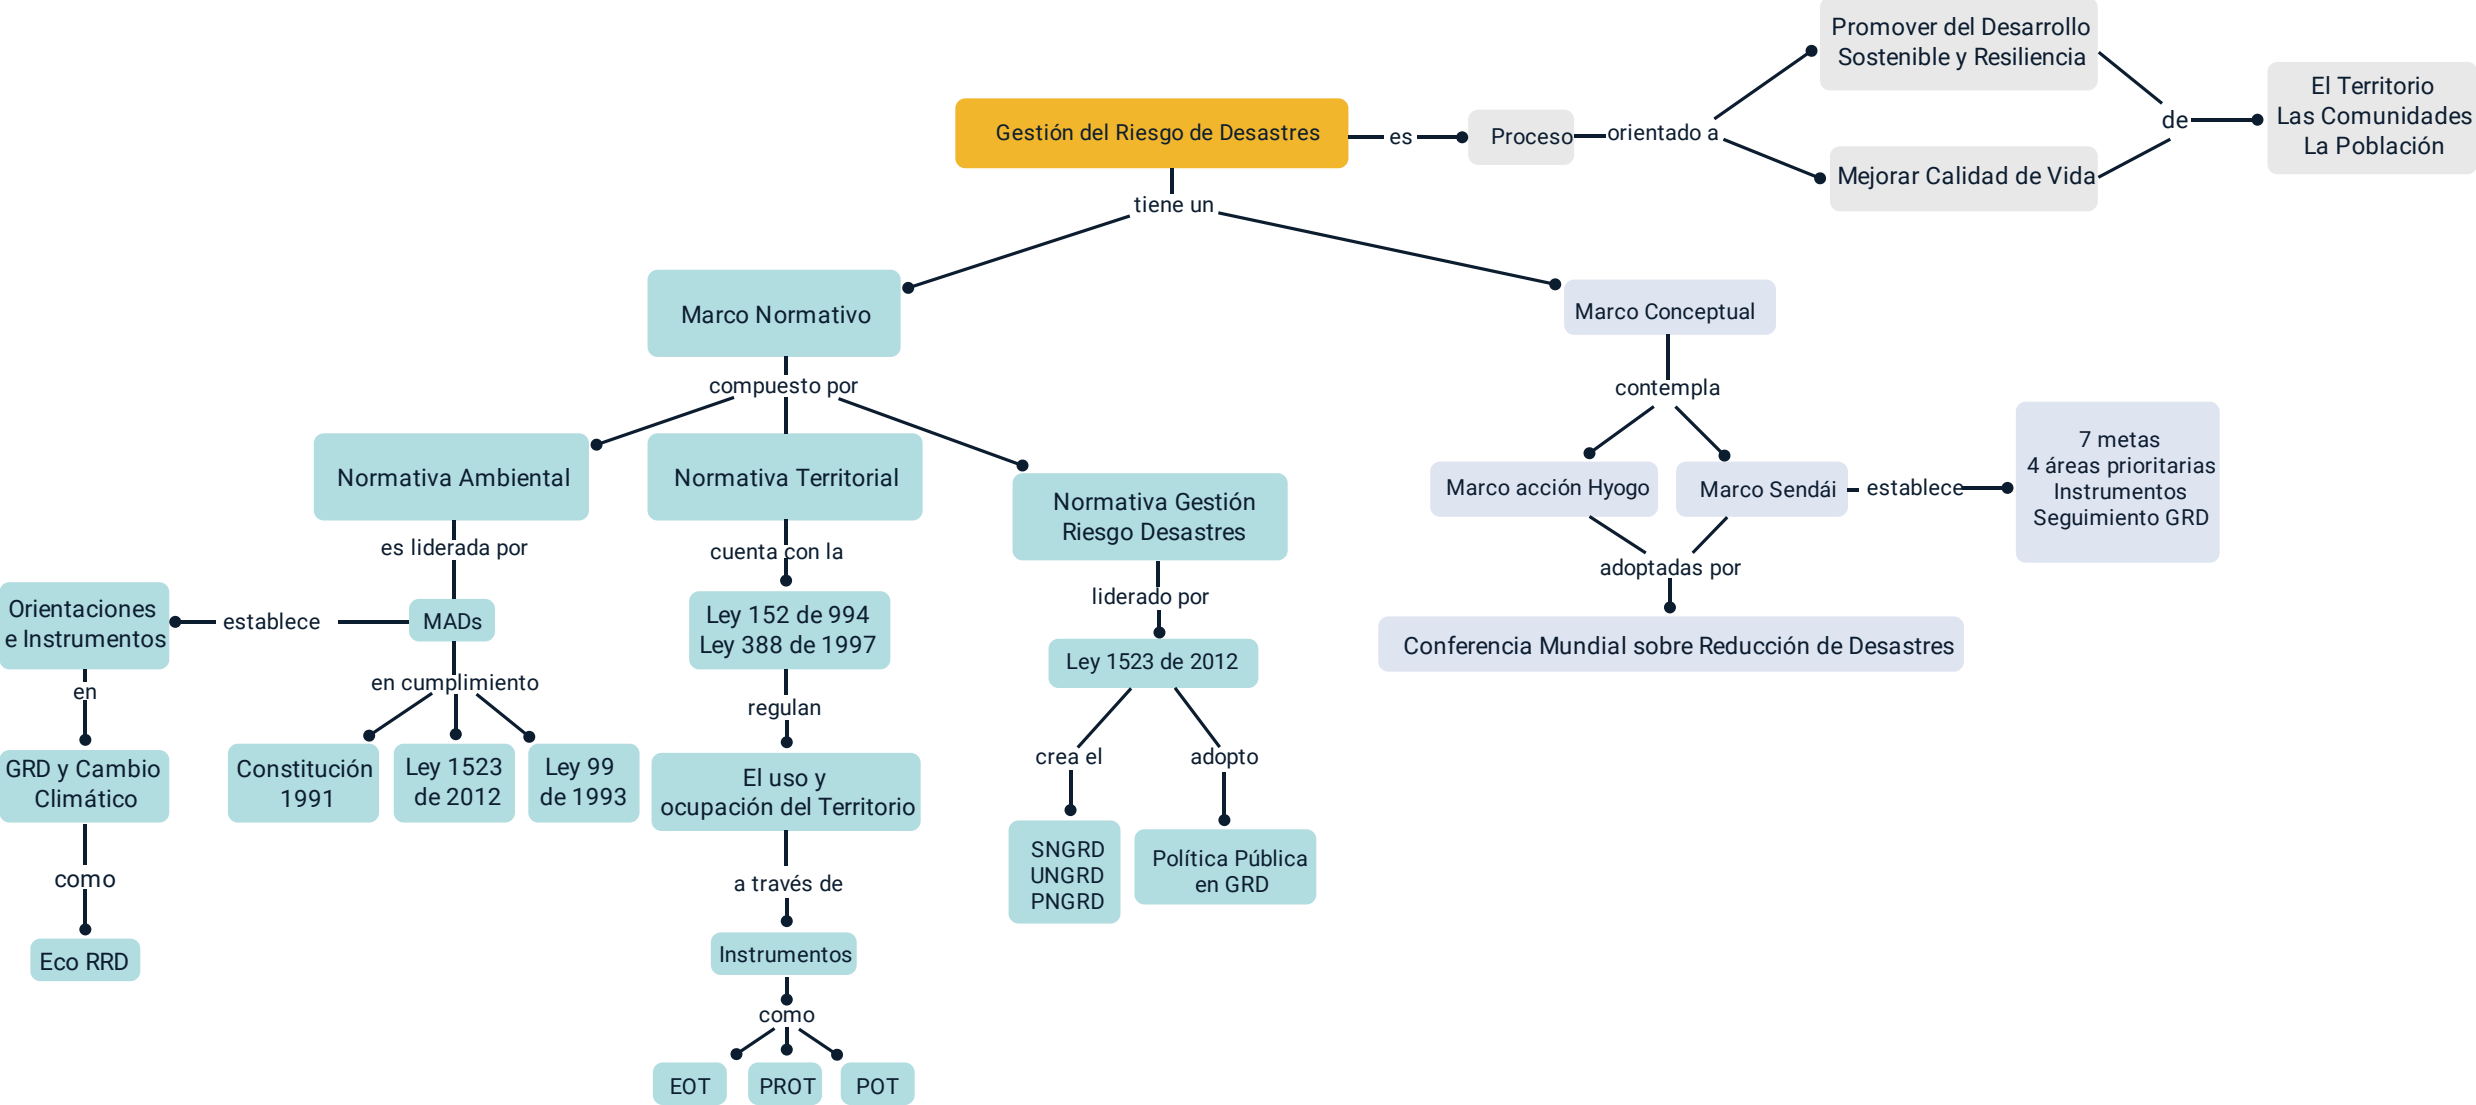 Promover del Desarrollo
Sostenible y Resiliencia
El Territorio
Las Comunidades
La Población
Gestión del Riesgo de Desastres
es
Proceso
orientado a
de
Mejorar Calidad de Vida
tiene un
Marco Normativo
Marco Conceptual
compuesto por
contempla
Normativa Ambiental
Normativa Territorial
Normativa Gestión
Riesgo Desastres
Marco acción Hyogo
Marco Sendái
establece
7 metas
4 áreas prioritarias
Instrumentos
Seguimiento GRD
es liderada por
cuenta con la
liderado por
adoptadas por
Orientaciones
e Instrumentos
establece
MADs
Ley 152 de 994
Ley 388 de 1997
Ley 1523 de 2012
Conferencia Mundial sobre Reducción de Desastres
en
en cumplimiento
regulan
crea el
adopto
GRD y Cambio
Climático
Constitución
1991
Ley 1523
de 2012
Ley 99
de 1993
El uso y
ocupación del Territorio
SNGRD
UNGRD
PNGRD
Política Pública
en GRD
como
a través de
Eco RRD
Instrumentos
como
EOT
PROT
POT